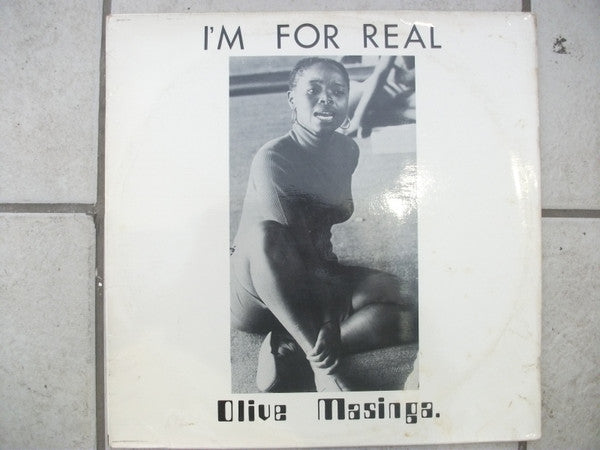 I'M FOR REAL
Olive Masinga.